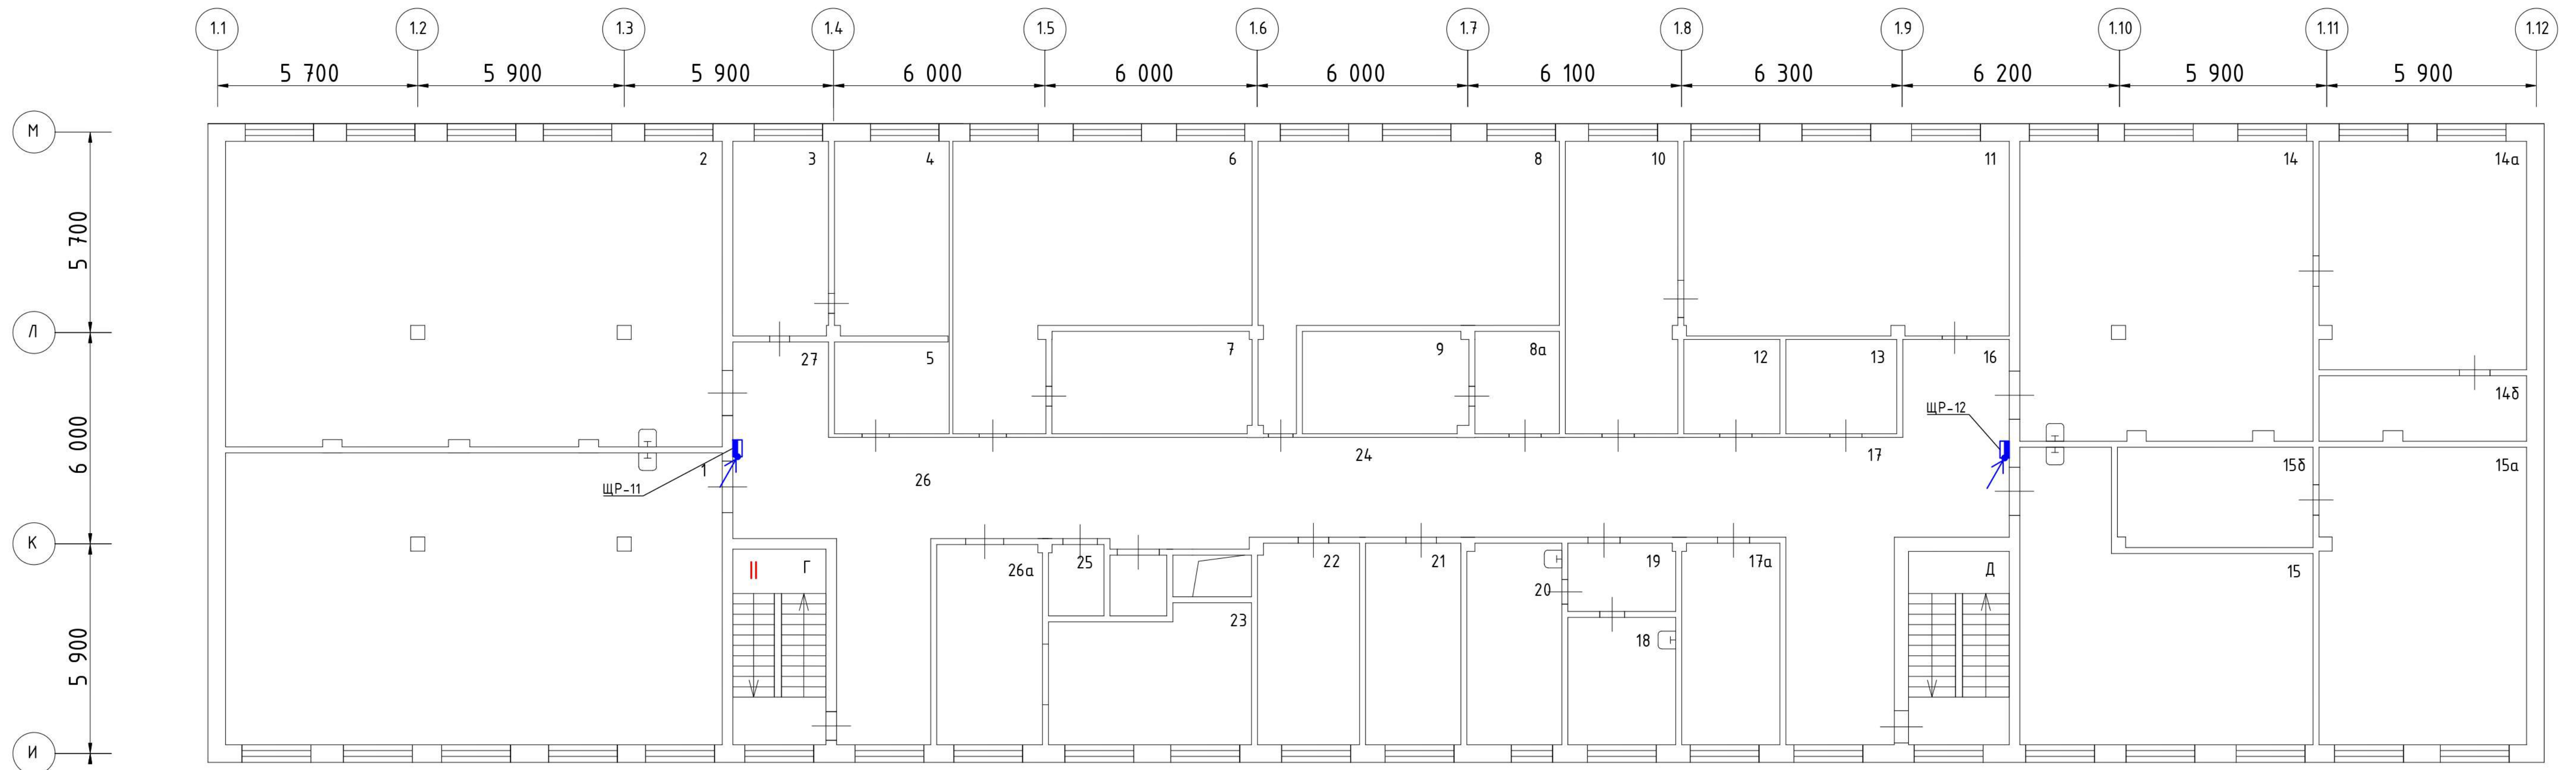 1.1 1.2 1.3 1.4 1.5 1.6 1.7 1.8 1.9 1.10 1.11 1.12
5 700 5 900 5 900 6 000 6 000 6 000 6 100 6 300 6 200 5 900 5 900
М
2 3 4 6 8 10 11 14 14а
5 700
Л
27 5 7 9 8а 12 13 16
14б
ЩР-12
6 000
1 24 17 15б 15а
26
ЩР-11
К
II Г 26а 25 22 21 19 17а Д 15
20
23 18
5 900
И